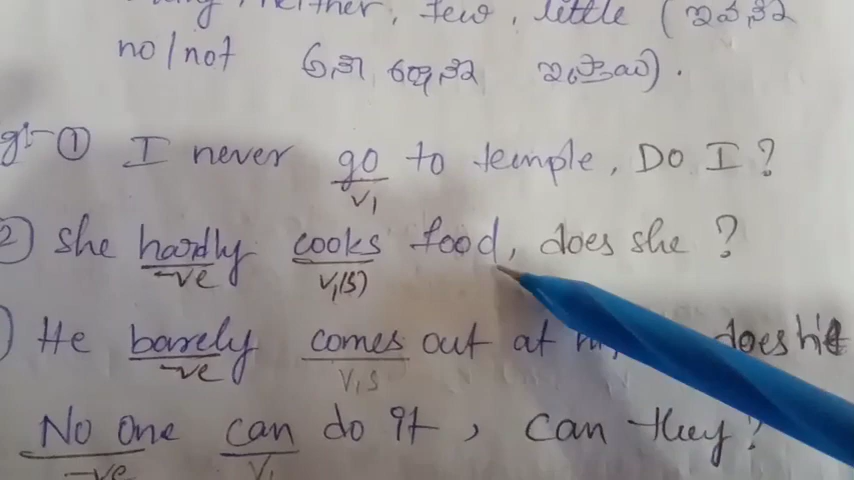 neither, few, little (
no/not
① I never go to temple, Do I?
V₁
2) she hardly cooks food, does she ?
-ve V₁(s)
) He barely comes out at does he
-ve V₁s
No one can do it, can they?
-ve V₁